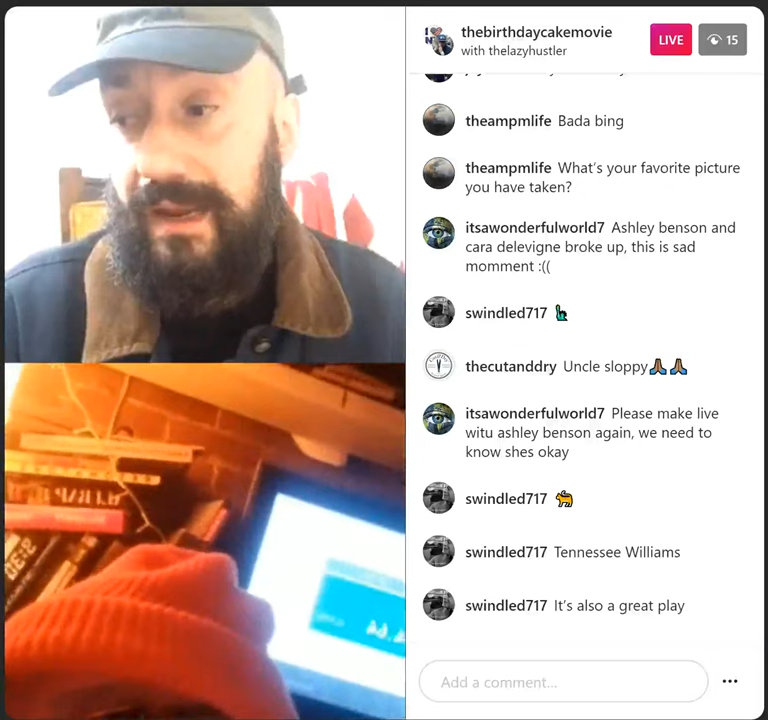 thebirthdaycakemovie
with thelazyhustler
LIVE
15
theampmlife Bada bing
theampmlife What's your favorite picture
you have taken?
itsawonderfulworld7 Ashley benson and
cara delevigne broke up, this is sad
momment :((
swindled717 🗽
thecutanddry Uncle sloppy🙏🏽🙏🏽
itsawonderfulworld7 Please make live
witu ashley benson again, we need to
know shes okay
swindled717 🐈
swindled717 Tennessee Williams
swindled717 It's also a great play
Add a comment...